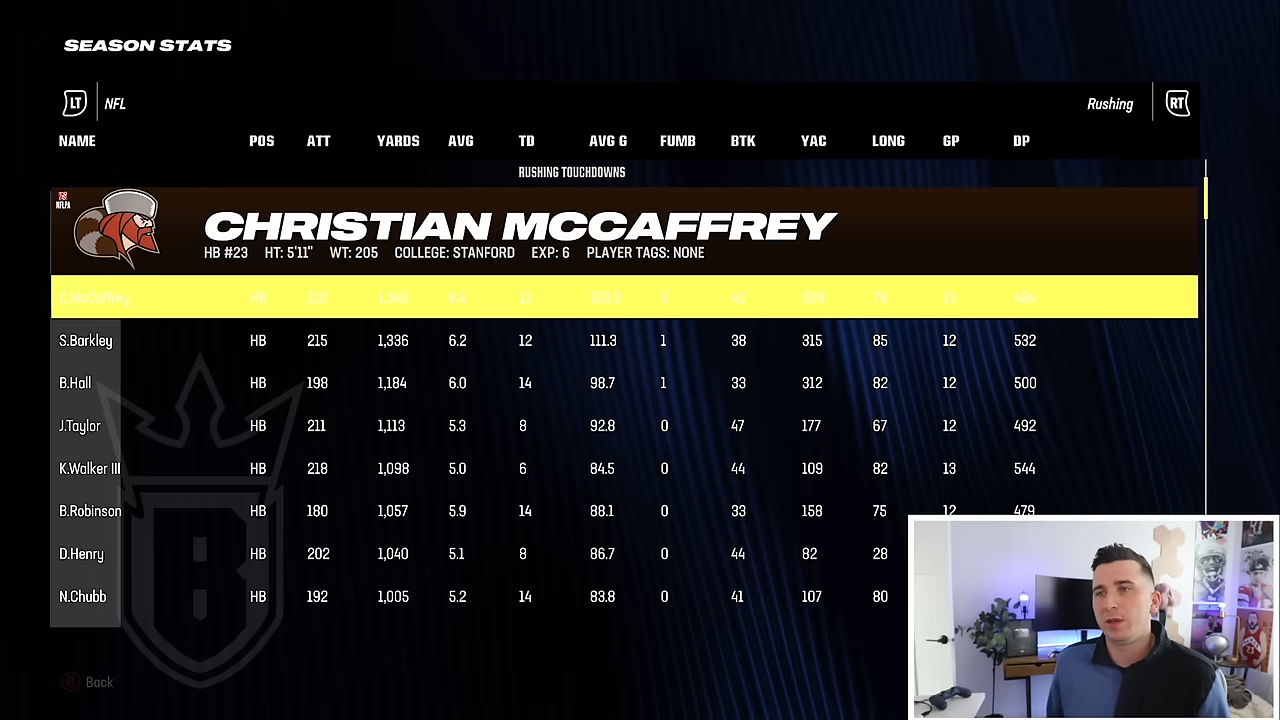 SEASON STATS
LT NFL Rushing RT
NAME POS ATT YARDS AVG TD AVG G FUMB BTK YAC LONG GP DP
RUSHING TOUCHDOWNS
NFLPA
CHRISTIAN MCCAFFREY
HB #23 HT: 5'11" WT: 205 COLLEGE: STANFORD EXP: 6 PLAYER TAGS: NONE
C.McCaffrey HB 12
S.Barkley HB 215 1,336 6.2 12 111.3 1 38 315 85 12 532
B.Hall HB 198 1,184 6.0 14 98.7 1 33 312 82 12 500
J.Taylor HB 211 1,113 5.3 8 92.8 0 47 177 67 12 492
K.Walker III HB 218 1,098 5.0 6 84.5 0 44 109 82 13 544
B.Robinson HB 180 1,057 5.9 14 88.1 0 33 158 75 12 479
D.Henry HB 202 1,040 5.1 8 86.7 0 44 82 28
N.Chubb HB 192 1,005 5.2 14 83.8 0 41 107 80
B
B Back